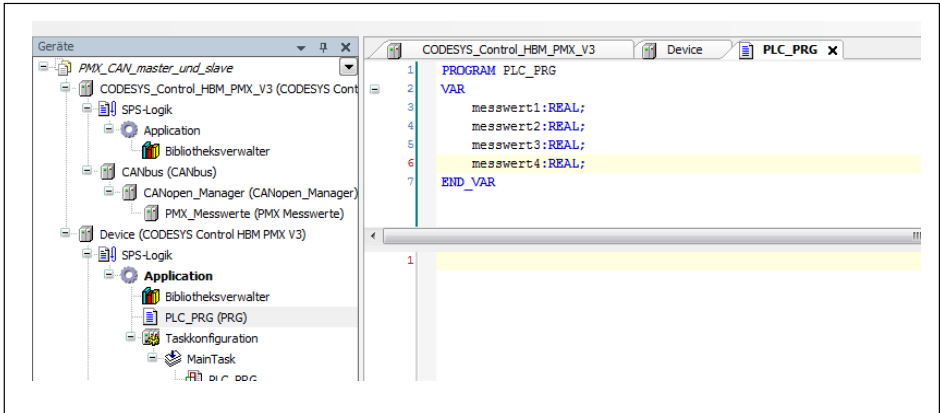 Geräte
PMX_CAN_master_und_slave
CODESYS_Control_HBM_PMX_V3 (CODESYS Cont
SPS-Logik
Application
Bibliotheksverwalter
CANbus (CANbus)
CANopen_Manager (CANopen_Manager)
PMX_Messwerte (PMX Messwerte)
Device (CODESYS Control HBM PMX V3)
SPS-Logik
Application
Bibliotheksverwalter
PLC_PRG (PRG)
Taskkonfiguration
MainTask
PLC_PRG
CODESYS_Control_HBM_PMX_V3 Device PLC_PRG X
1 PROGRAM PLC_PRG
2 VAR
3 messwert1:REAL;
4 messwert2:REAL;
5 messwert3:REAL;
6 messwert4:REAL;
7 END_VAR
1